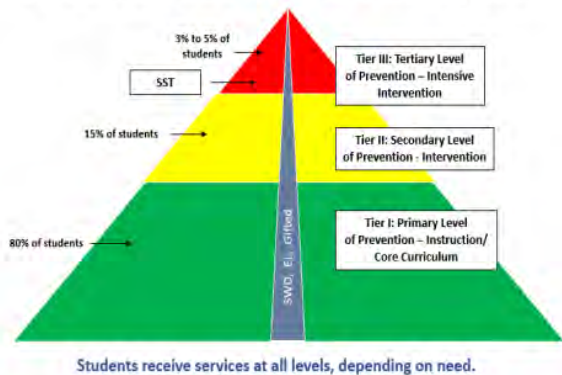 3% to 5% of
students
SST
Tier III: Tertiary Level
of Prevention – Intensive
Intervention
15% of students
Tier II: Secondary Level
of Prevention - Intervention
80% of students
Tier I: Primary Level
of Prevention – Instruction/
Core Curriculum
SWD, EL, Gifted
Students receive services at all levels, depending on need.